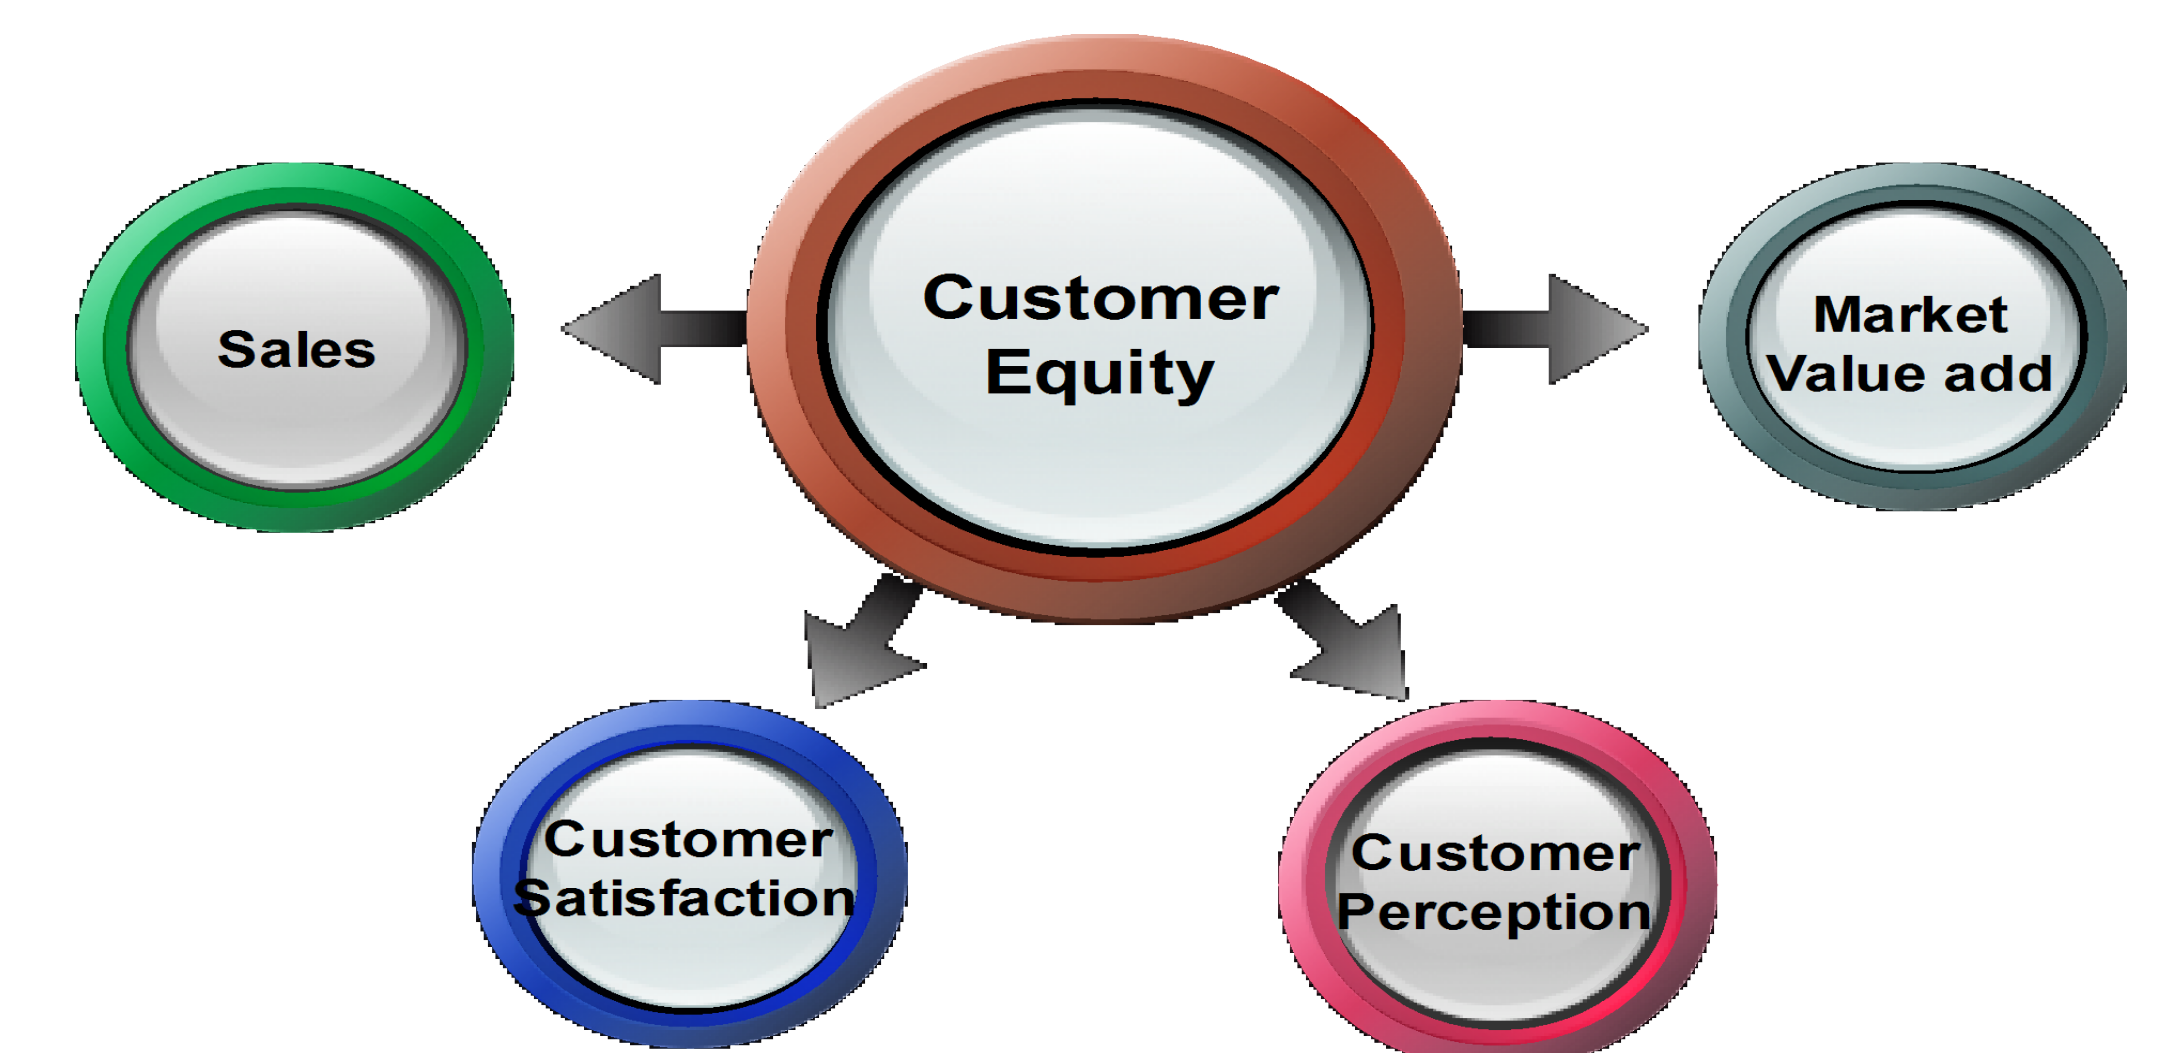 Customer
Equity
Sales
Market
Value add
Customer
Satisfaction
Customer
Perception